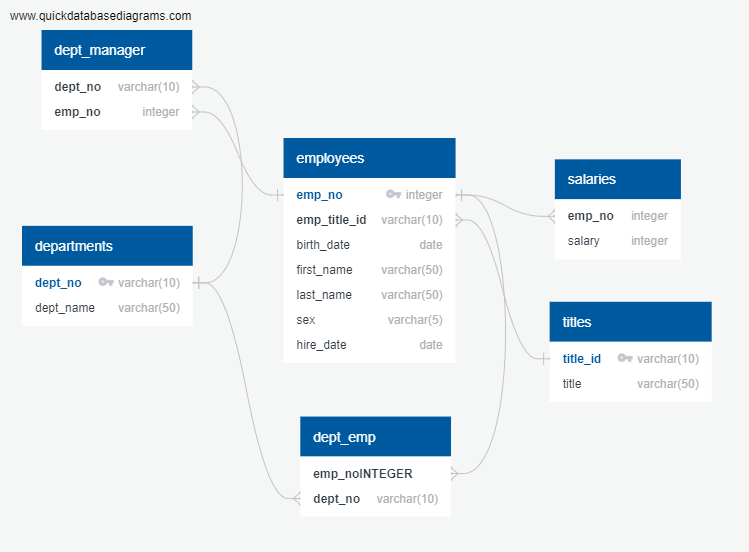 www.quickdatabasediagrams.com
dept_manager
dept_no varchar(10)
emp_no integer
employees
emp_no integer
emp_title_id varchar(10)
birth_date date
first_name varchar(50)
last_name varchar(50)
sex varchar(5)
hire_date date
salaries
emp_no integer
salary integer
departments
dept_no varchar(10)
dept_name varchar(50)
titles
title_id varchar(10)
title varchar(50)
dept_emp
emp_noINTEGER
dept_no varchar(10)